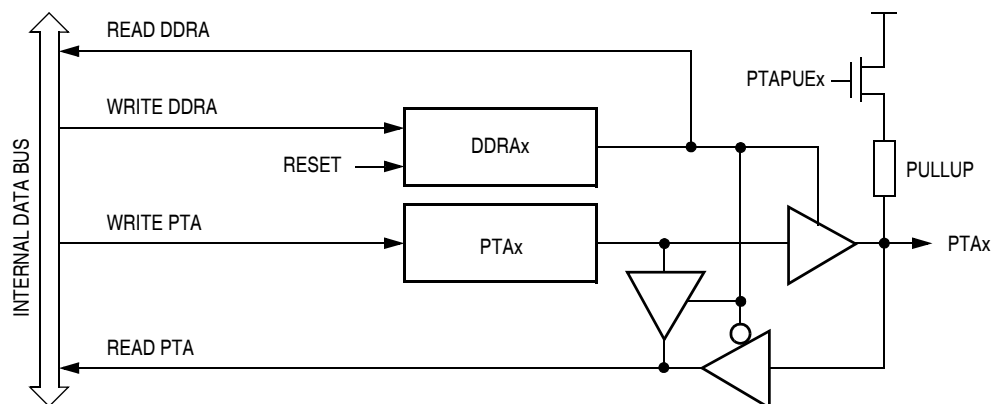 READ DDRA
PTAPUEx
WRITE DDRA
DDRAx
RESET
PULLUP
INTERNAL DATA BUS
WRITE PTA
PTAx
PTAx
READ PTA